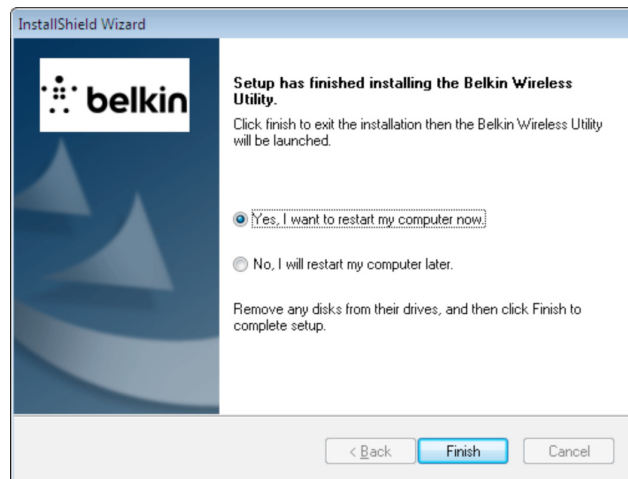 InstallShield Wizard
belkin
Setup has finished installing the Belkin Wireless
Utility.
Click finish to exit the installation then the Belkin Wireless Utility
will be launched.
Yes, I want to restart my computer now.
No, I will restart my computer later.
Remove any disks from their drives, and then click Finish to
complete setup.
< Back
Finish
Cancel